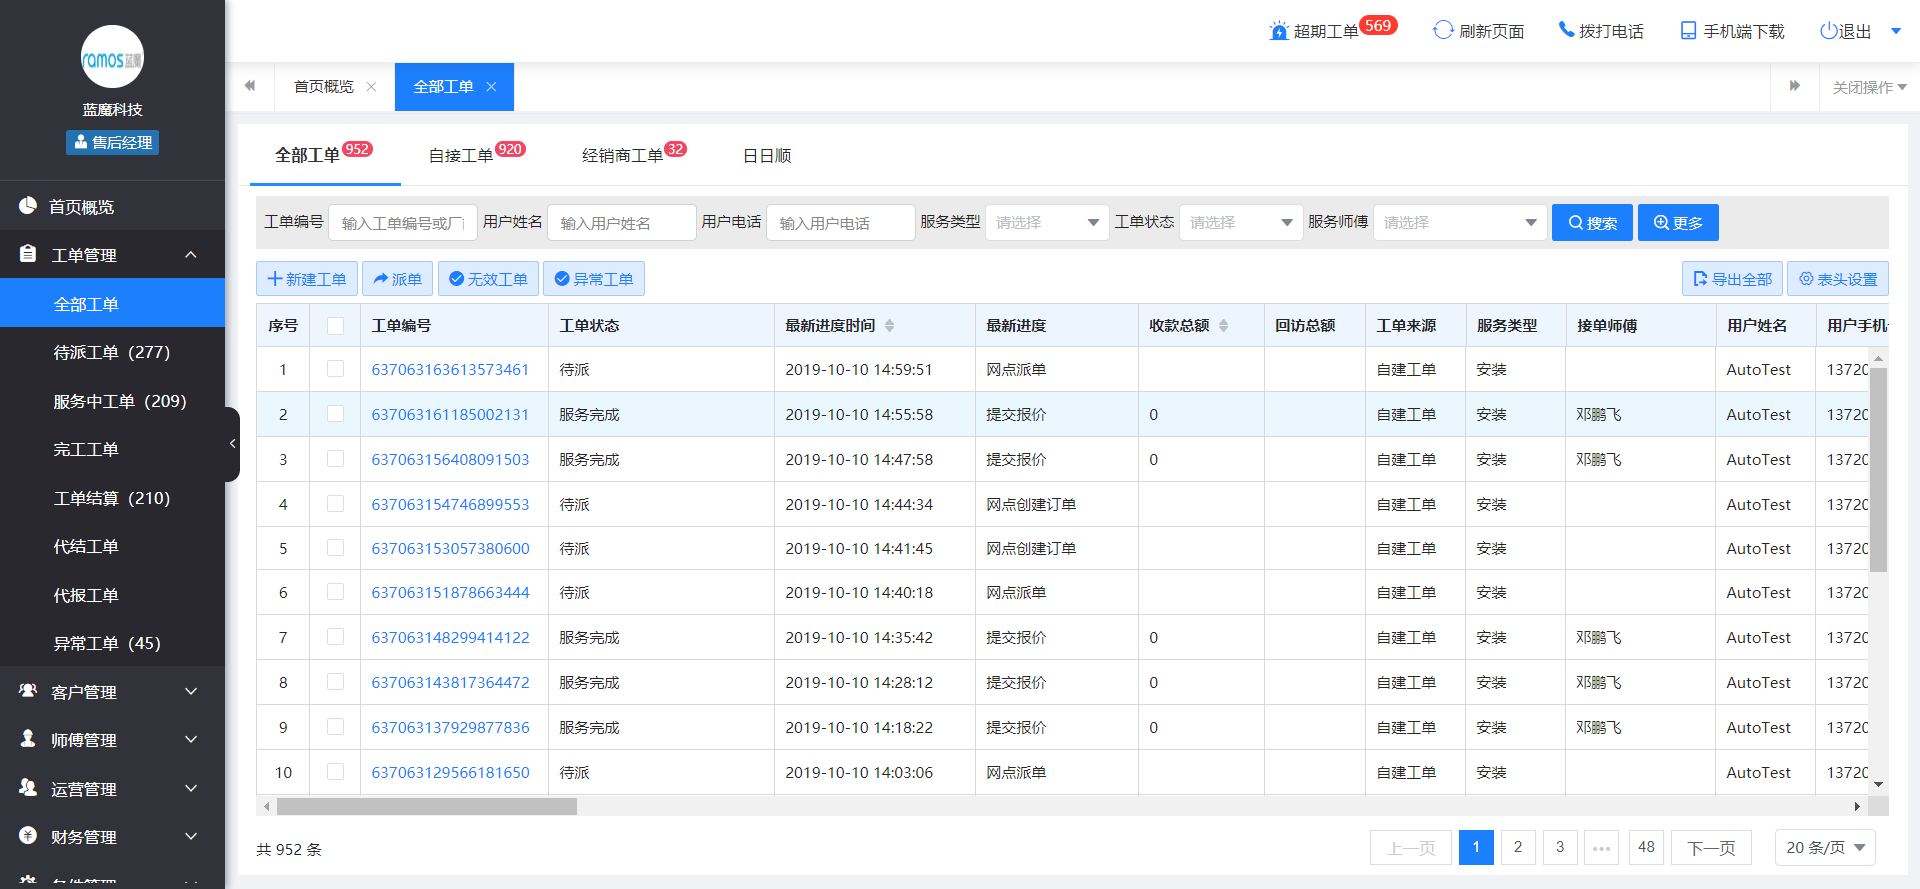 超期工单 569 刷新页面 拨打电话 手机端下载 退出
ramos蓝魔
蓝魔科技
售后经理
首页概览 全部工单 关闭操作
全部工单 952 自接工单 920 经销商工单 32 日日顺
首页概览
工单管理
全部工单
待派工单（277）
服务中工单（209）
完工工单
工单结算（210）
代结工单
代报工单
异常工单（45）
客户管理
师傅管理
运营管理
财务管理
工单编号 输入工单编号或厂 用户姓名 输入用户姓名 用户电话 输入用户电话 服务类型 请选择 工单状态 请选择 服务师傅 请选择 搜索 更多
新建工单 派单 无效工单 异常工单 导出全部 表头设置
序号 工单编号 工单状态 最新进度时间 最新进度 收款总额 回访总额 工单来源 服务类型 接单师傅 用户姓名 用户手机
1 637063163613573461 待派 2019-10-10 14:59:51 网点派单 自建工单 安装 AutoTest 13720
2 637063161185002131 服务完成 2019-10-10 14:55:58 提交报价 0 自建工单 安装 邓鹏飞 AutoTest 13720
3 637063156408091503 服务完成 2019-10-10 14:47:58 提交报价 0 自建工单 安装 邓鹏飞 AutoTest 13720
4 637063154746899553 待派 2019-10-10 14:44:34 网点创建订单 自建工单 安装 AutoTest 13720
5 637063153057380600 待派 2019-10-10 14:41:45 网点创建订单 自建工单 安装 AutoTest 13720
6 637063151878663444 待派 2019-10-10 14:40:18 网点派单 自建工单 安装 AutoTest 13720
7 637063148299414122 服务完成 2019-10-10 14:35:42 提交报价 0 自建工单 安装 邓鹏飞 AutoTest 13720
8 637063143817364472 服务完成 2019-10-10 14:28:12 提交报价 0 自建工单 安装 邓鹏飞 AutoTest 13720
9 637063137929877836 服务完成 2019-10-10 14:18:22 提交报价 0 自建工单 安装 邓鹏飞 AutoTest 13720
10 637063129566181650 待派 2019-10-10 14:03:06 网点派单 自建工单 安装 AutoTest 13720
共 952 条 上一页 1 2 3 ••• 48 下一页 20 条/页